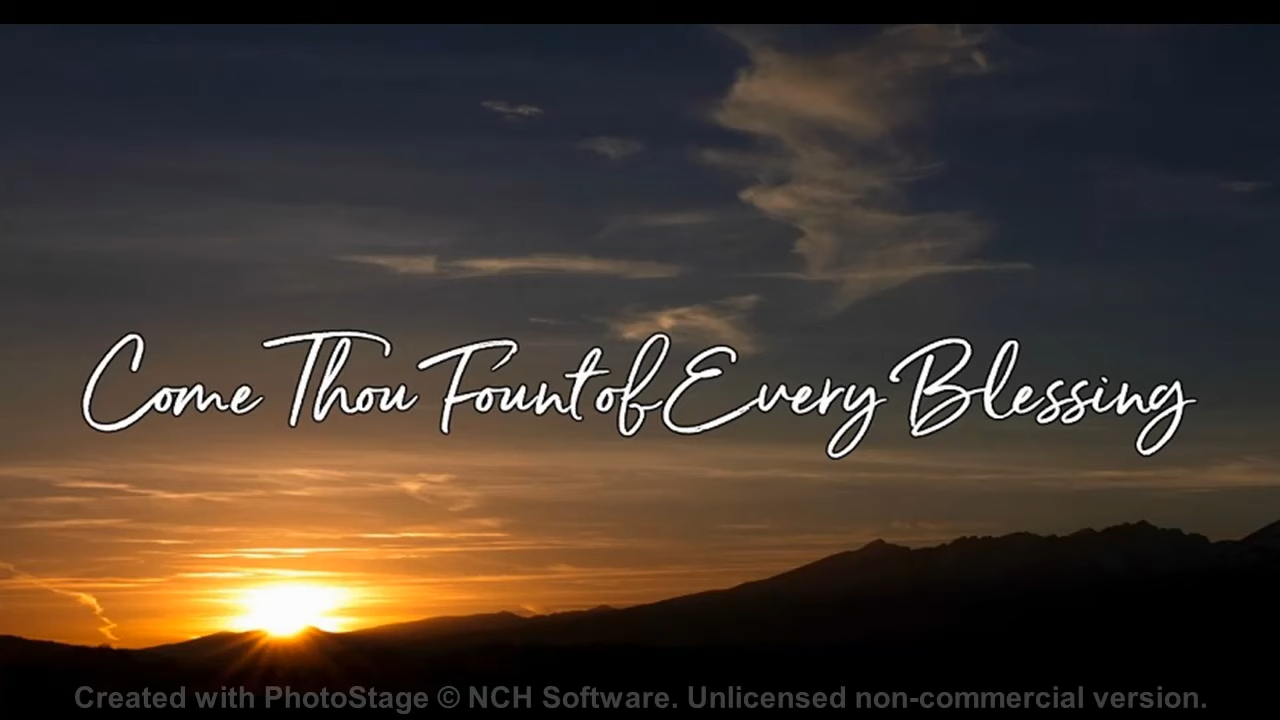 Come Thou Fount of Every Blessing
Created with PhotoStage © NCH Software. Unlicensed non-commercial version.